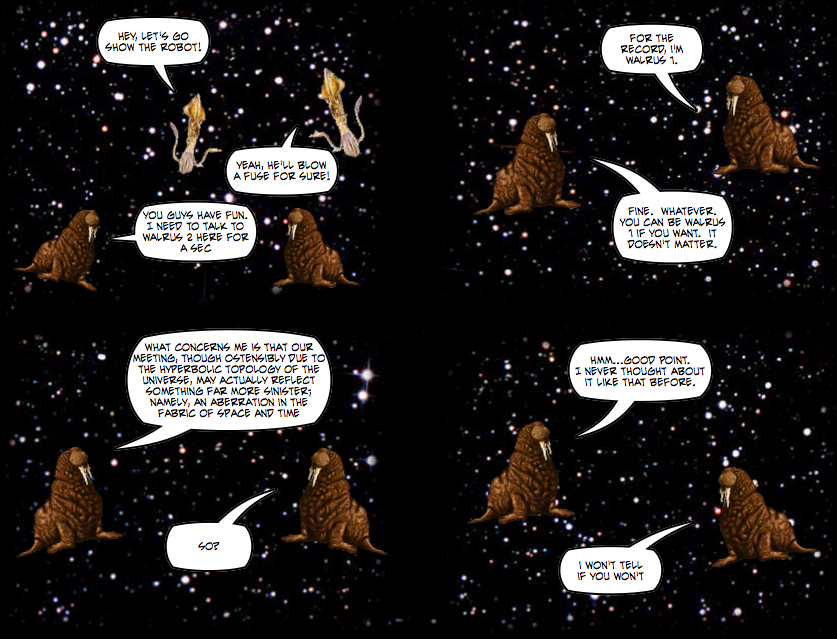 HEY, LET'S GO
SHOW THE ROBOT!
YEAH, HE'LL BLOW
A FUSE FOR SURE!
YOU GUYS HAVE FUN.
I NEED TO TALK TO
WALRUS 2 HERE FOR
A SEC
FOR THE
RECORD, I'M
WALRUS 1.
FINE. WHATEVER.
YOU CAN BE WALRUS
1 IF YOU WANT. IT
DOESN'T MATTER.
WHAT CONCERNS ME IS THAT OUR
MEETING, THOUGH OSTENSIBLY DUE TO
THE HYPERBOLIC TOPOLOGY OF THE
UNIVERSE, MAY ACTUALLY REFLECT
SOMETHING FAR MORE SINISTER;
NAMELY, AN ABERRATION IN THE
FABRIC OF SPACE AND TIME
SO?
HMM...GOOD POINT.
I NEVER THOUGHT ABOUT
IT LIKE THAT BEFORE.
I WON'T TELL
IF YOU WON'T